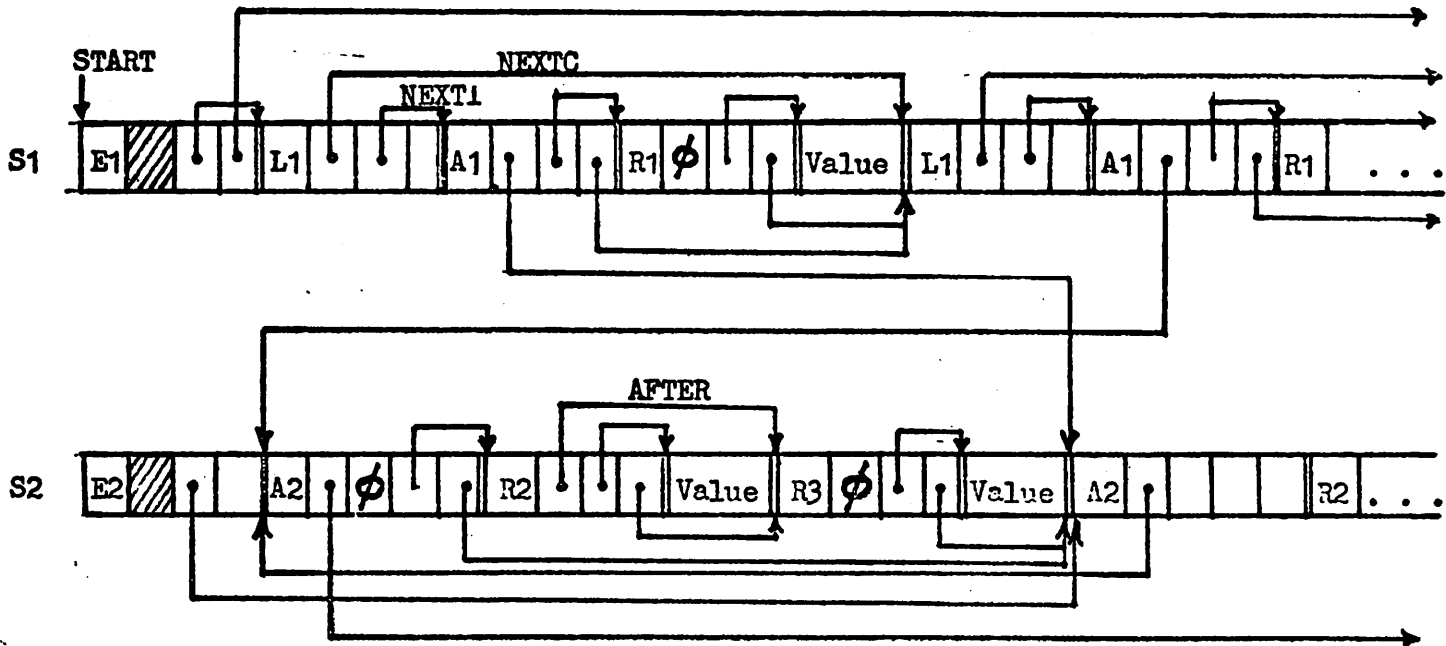 START
NEXTC
NEXT1
S1 E1 L1 A1 R1 ϕ Value L1 A1 R1 . . .
AFTER
S2 E2 A2 ϕ R2 Value R3 ϕ Value A2 R2 . . .